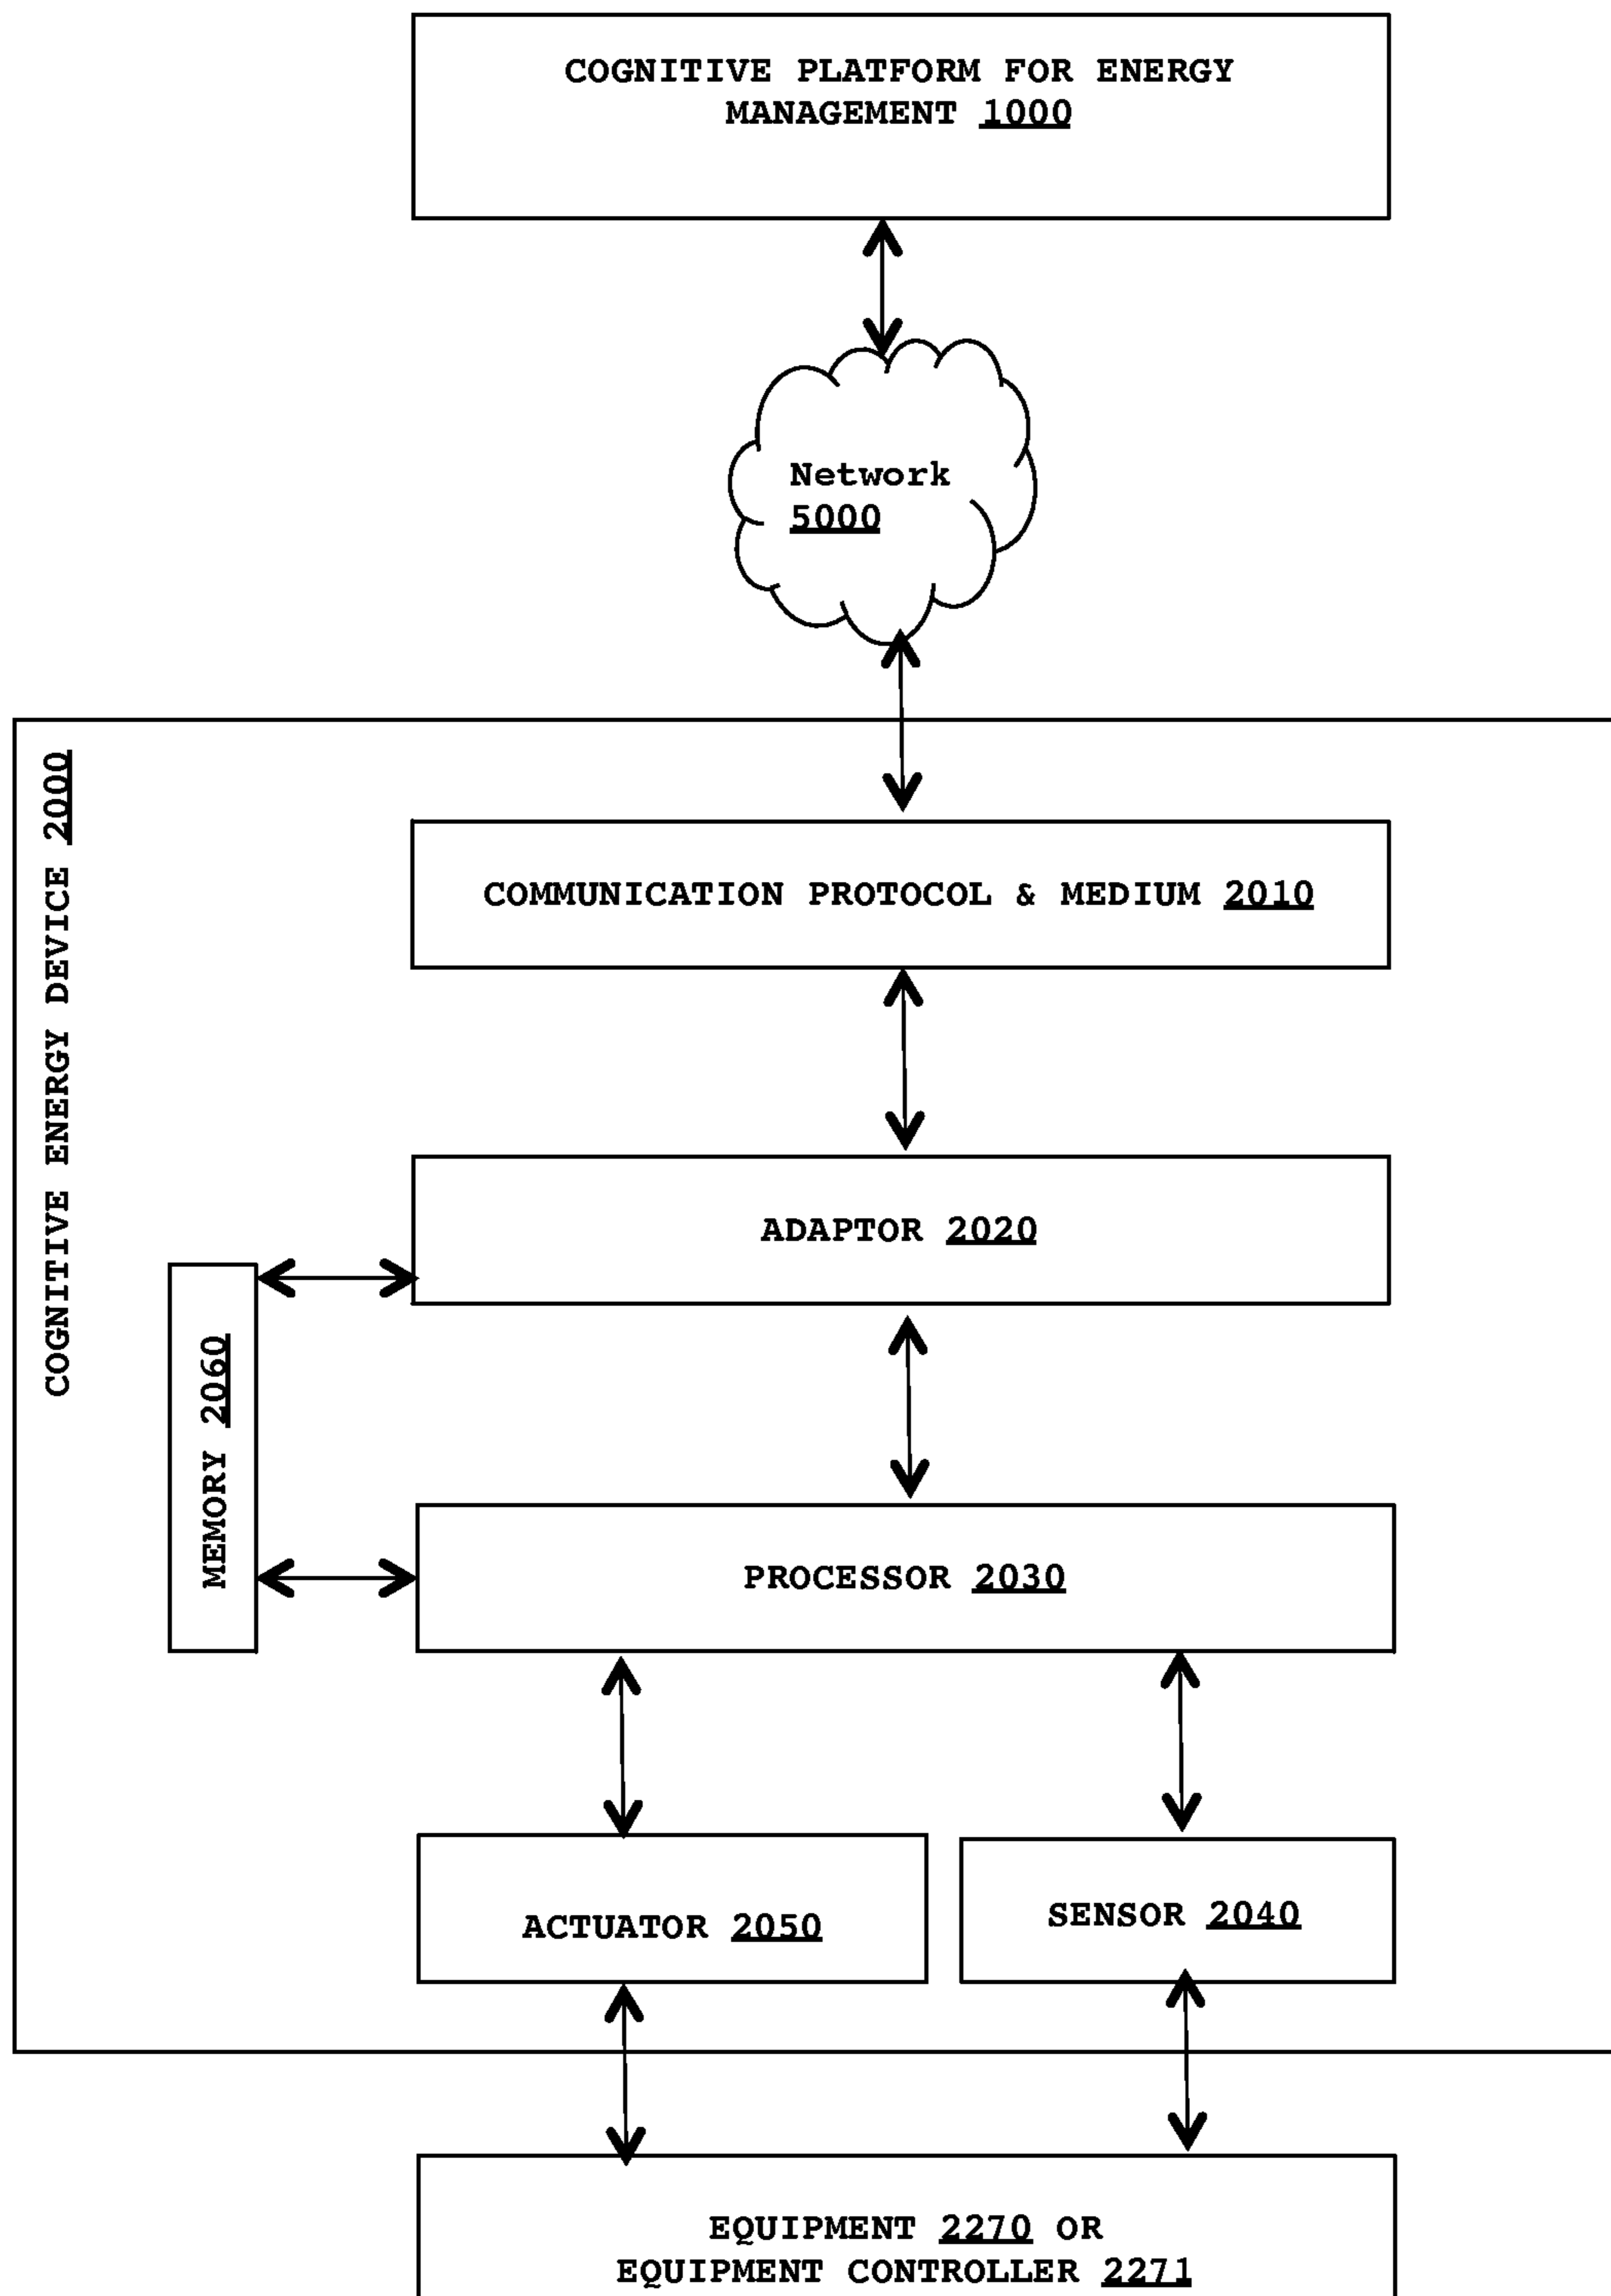 COGNITIVE PLATFORM FOR ENERGY
MANAGEMENT 1000
Network
5000
COGNITIVE ENERGY DEVICE 2000
COMMUNICATION PROTOCOL & MEDIUM 2010
ADAPTOR 2020
MEMORY 2060
PROCESSOR 2030
ACTUATOR 2050
SENSOR 2040
EQUIPMENT 2270 OR
EQUIPMENT CONTROLLER 2271